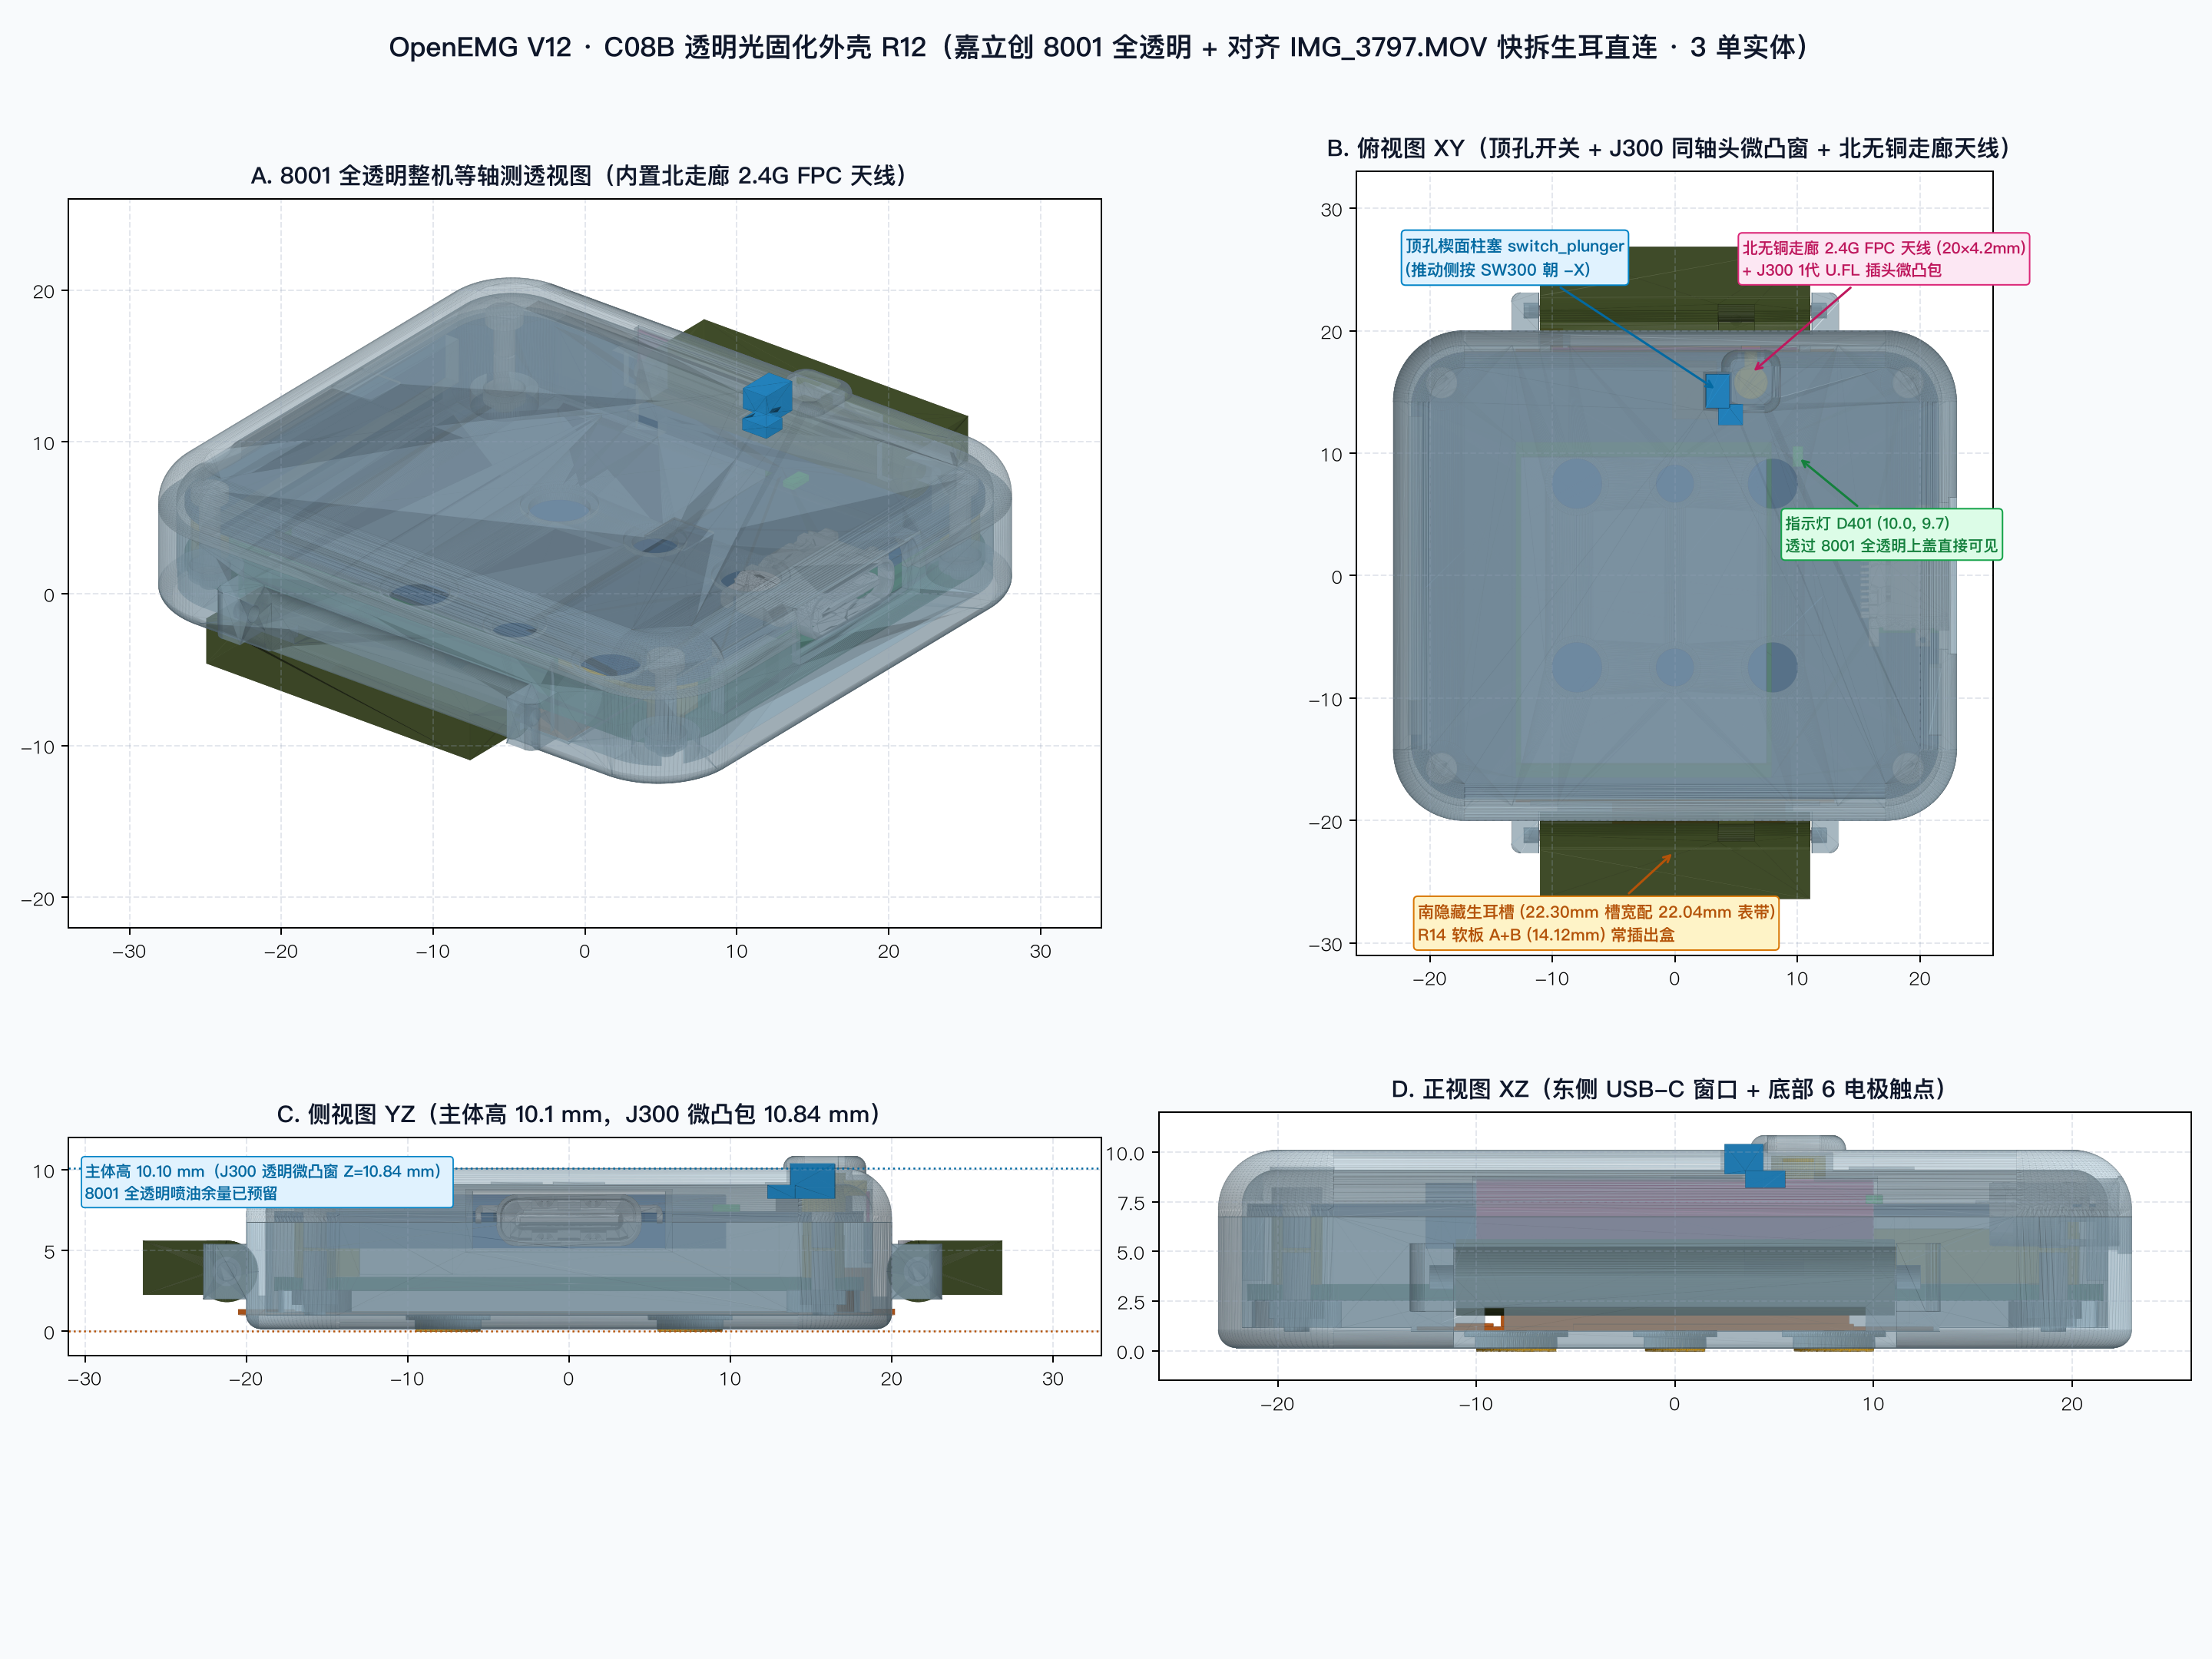 OpenEMG V12 · C08B 透明光固化外壳 R12（嘉立创 8001 全透明 + 对齐 IMG_3797.MOV 快拆生耳直连 · 3 单实体）
A. 8001 全透明整机等轴测透视图（内置北走廊 2.4G FPC 天线）
20
10
0
−10
−20
−30
−20
−10
0
10
20
30
B. 俯视图 XY（顶孔开关 + J300 同轴头微凸窗 + 北无铜走廊天线）
顶孔楔面柱塞 switch_plunger
(推动侧按 SW300 朝 −X)
北无铜走廊 2.4G FPC 天线 (20×4.2mm)
+ J300 1代 U.FL 插头微凸包
指示灯 D401 (10.0, 9.7)
透过 8001 全透明上盖直接可见
南隐藏生耳槽 (22.30mm 槽宽配 22.04mm 表带)
R14 软板 A+B (14.12mm) 常插出盒
30
20
10
0
−10
−20
−30
−20
−10
0
10
20
C. 侧视图 YZ（主体高 10.1 mm，J300 微凸包 10.84 mm）
主体高 10.10 mm（J300 透明微凸窗 Z=10.84 mm）
8001 全透明喷油余量已预留
10
5
0
−30
−20
−10
0
10
20
30
D. 正视图 XZ（东侧 USB−C 窗口 + 底部 6 电极触点）
10.0
7.5
5.0
2.5
0.0
−20
−10
0
10
20